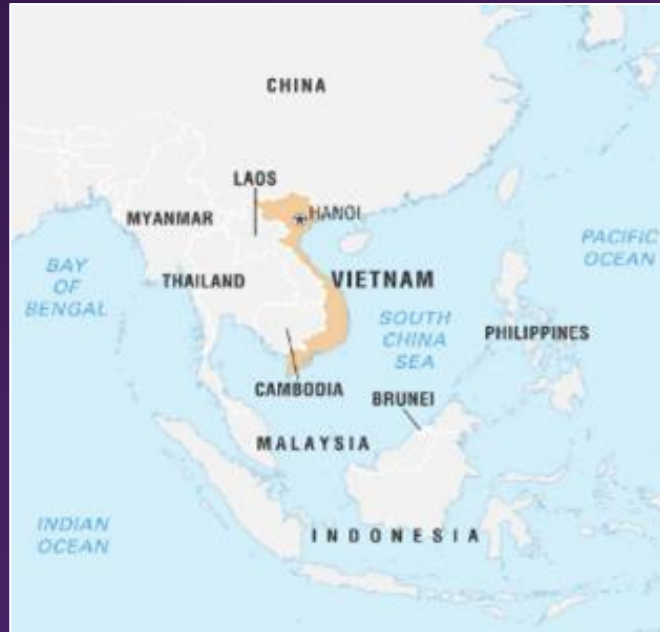 CHINA
LAOS
HANOI
MYANMAR
PACIFIC
OCEAN
BAY
OF
BENGAL
THAILAND
VIETNAM
SOUTH
CHINA
SEA
PHILIPPINES
CAMBODIA
BRUNEI
MALAYSIA
INDIAN
OCEAN
INDONESIA